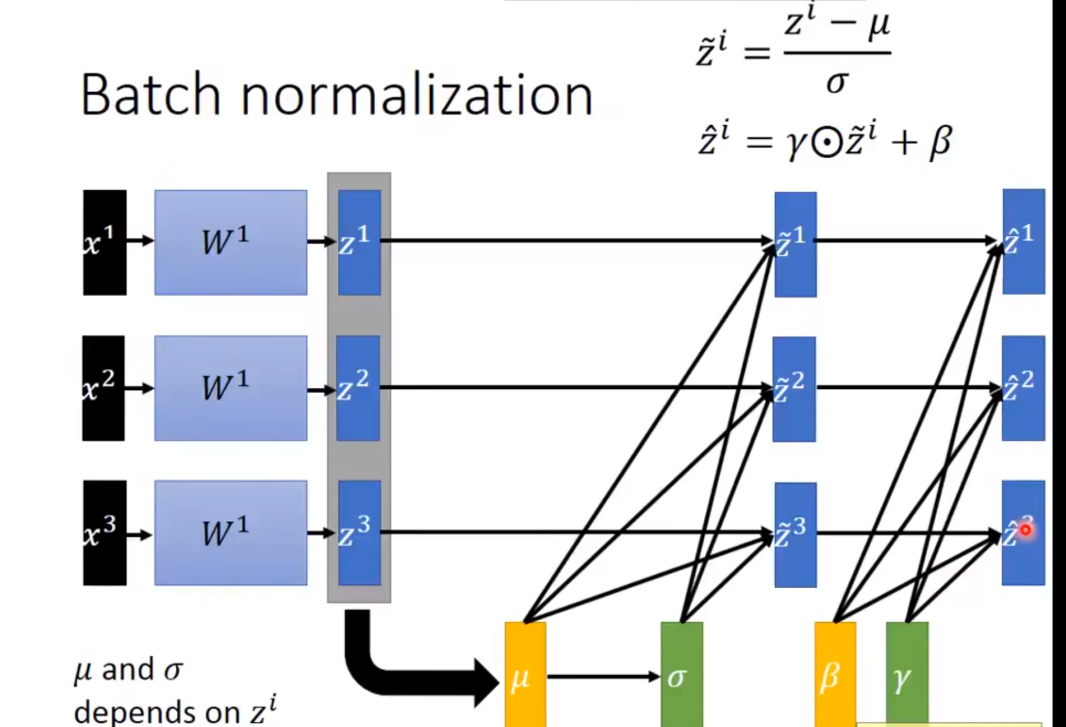 z̃ⁱ = (zⁱ − μ) / σ
Batch normalization
ẑⁱ = γ⊙z̃ⁱ + β
x¹ W¹ z¹ z̃¹ ẑ¹
x² W¹ z² z̃² ẑ²
x³ W¹ z³ z̃³ ẑ³
μ σ β γ
μ and σ
depends on zⁱ